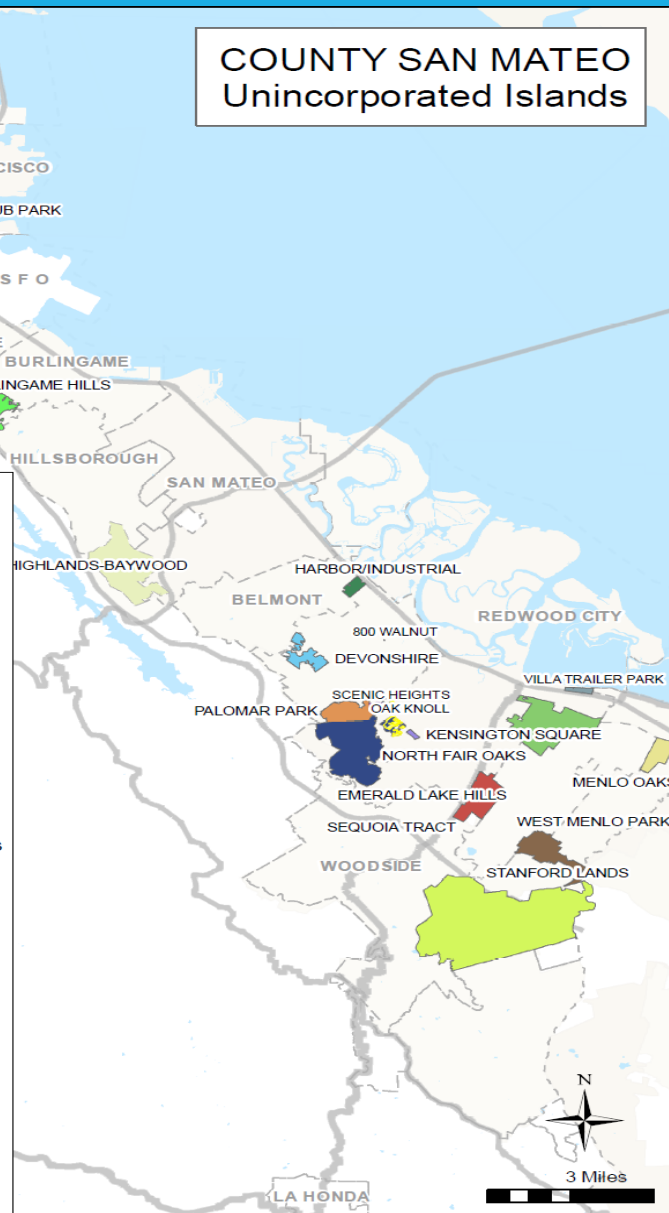 COUNTY SAN MATEO
Unincorporated Islands
CISCO
UB PARK
S F O
E
BURLINGAME
INGAME HILLS
HILLSBOROUGH
SAN MATEO
HIGHLANDS-BAYWOOD
HARBOR/INDUSTRIAL
BELMONT
REDWOOD CITY
800 WALNUT
DEVONSHIRE
VILLA TRAILER PARK
SCENIC HEIGHTS
PALOMAR PARK
OAK KNOLL
KENSINGTON SQUARE
NORTH FAIR OAKS
MENLO OAKS
EMERALD LAKE HILLS
SEQUOIA TRACT
WEST MENLO PARK
s
WOODSIDE
STANFORD LANDS
N
3 Miles
LA HONDA